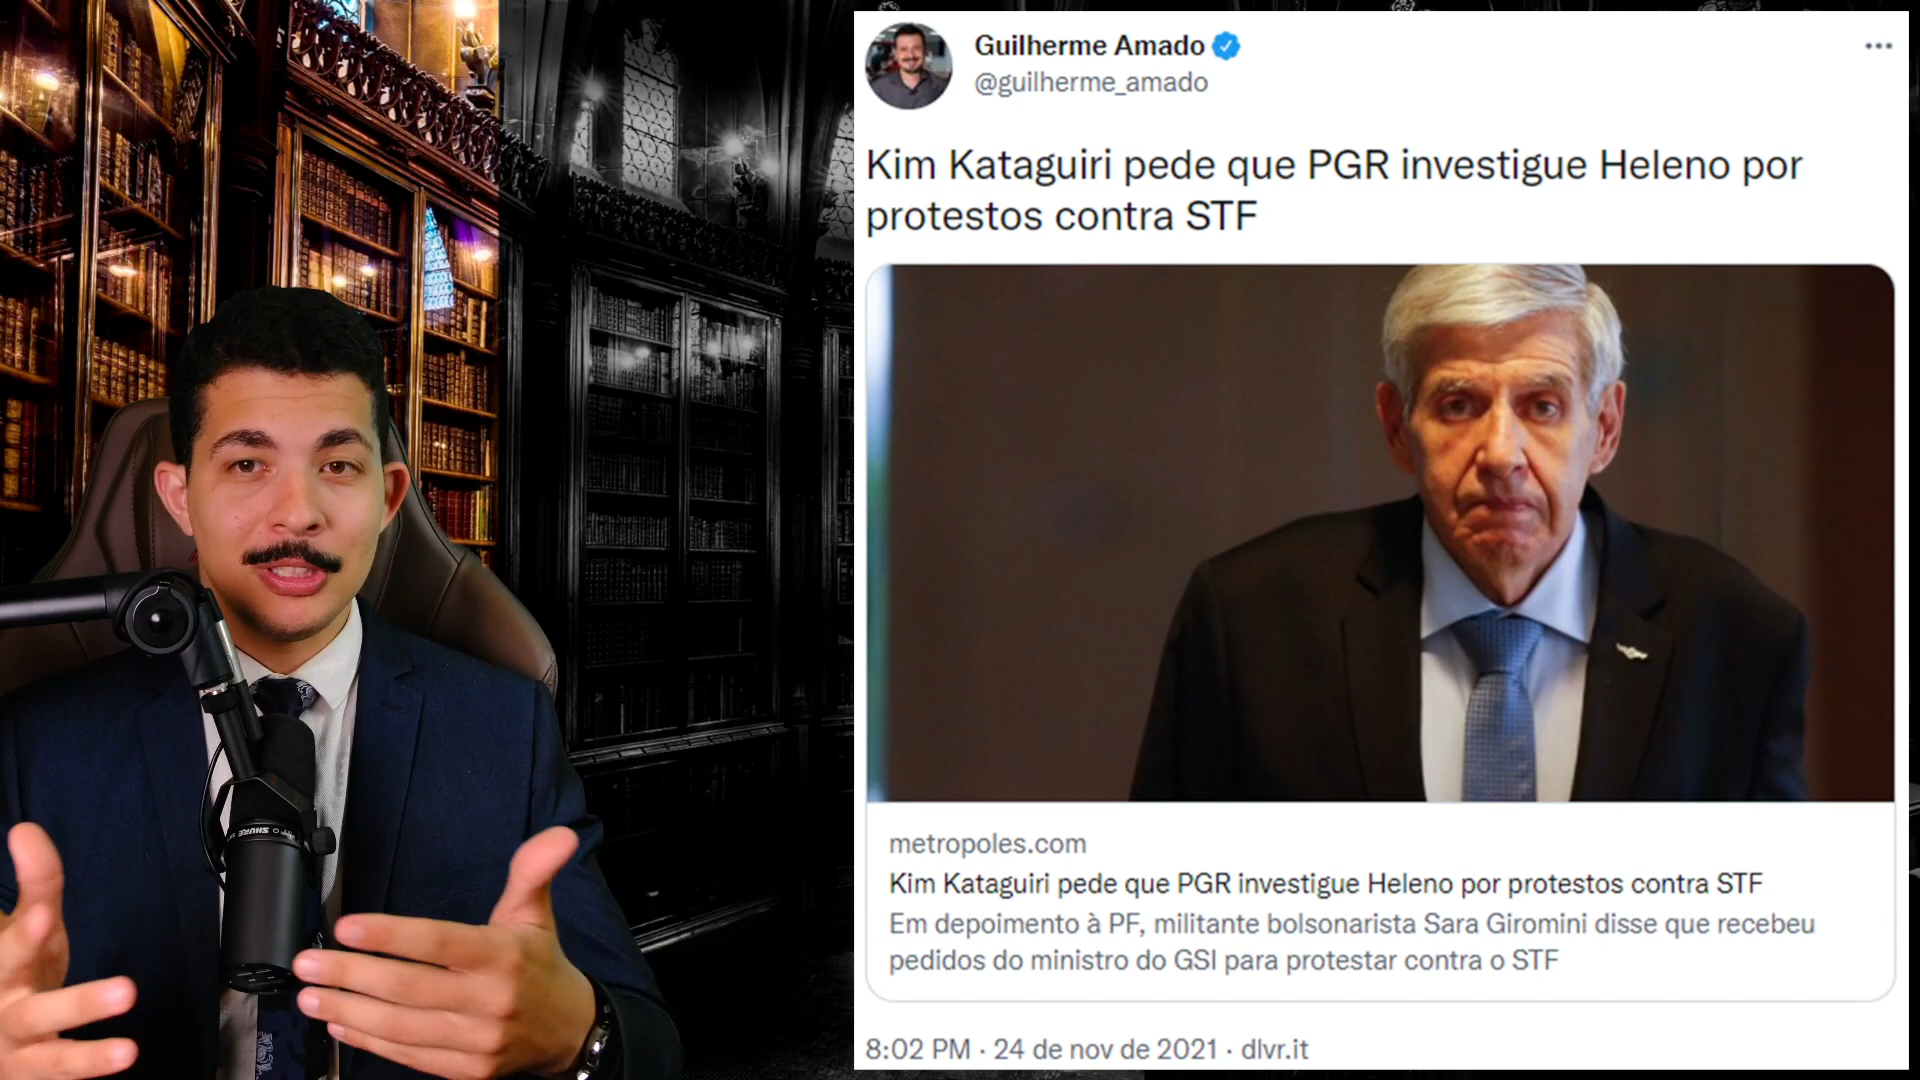 Guilherme Amado
@guilherme_amado
Kim Kataguiri pede que PGR investigue Heleno por
protestos contra STF
metropoles.com
Kim Kataguiri pede que PGR investigue Heleno por protestos contra STF
Em depoimento à PF, militante bolsonarista Sara Giromini disse que recebeu
pedidos do ministro do GSI para protestar contra o STF
8:02 PM · 24 de nov de 2021 · dlvr.it
SHURE